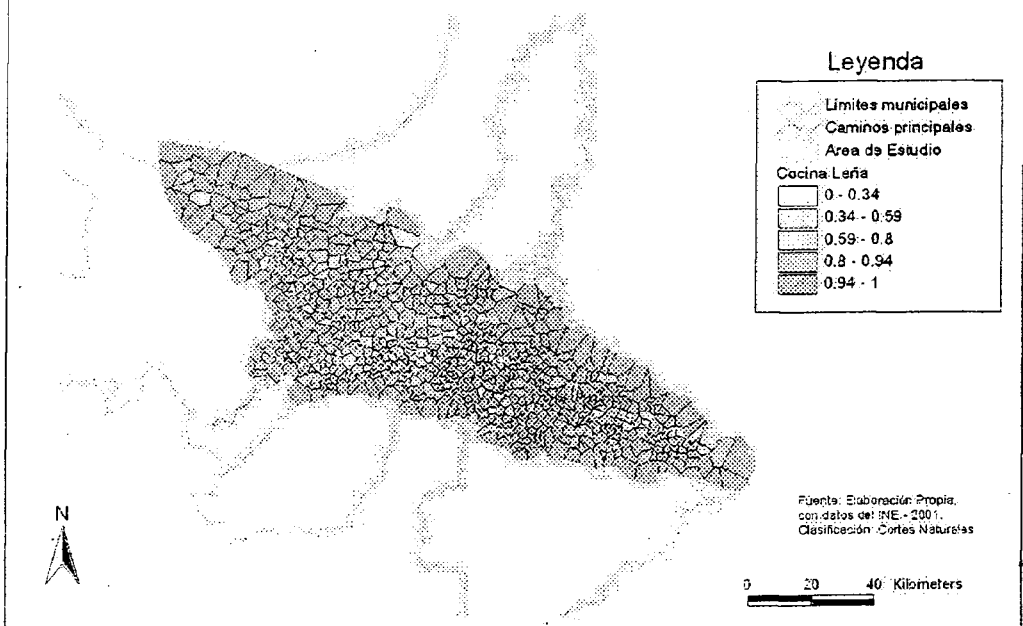 Leyenda
Límites municipales
Caminos principales
Area de Estudio
Cocina Leña
0 - 0.34
0.34 - 0.59
0.59 - 0.8
0.8 - 0.94
0.94 - 1
N
Fuente: Elaboración Propia,
con datos del INE - 2001.
Clasificación: Cortes Naturales
0 20 40 Kilometers